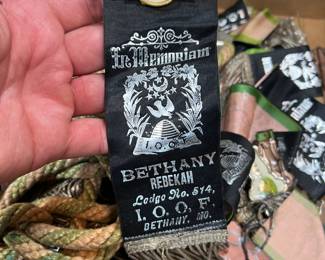 In Memoriam
I.O.O.F.
BETHANY
REBEKAH
Lodge No. 514,
I. O. O. F.
BETHANY, MO.